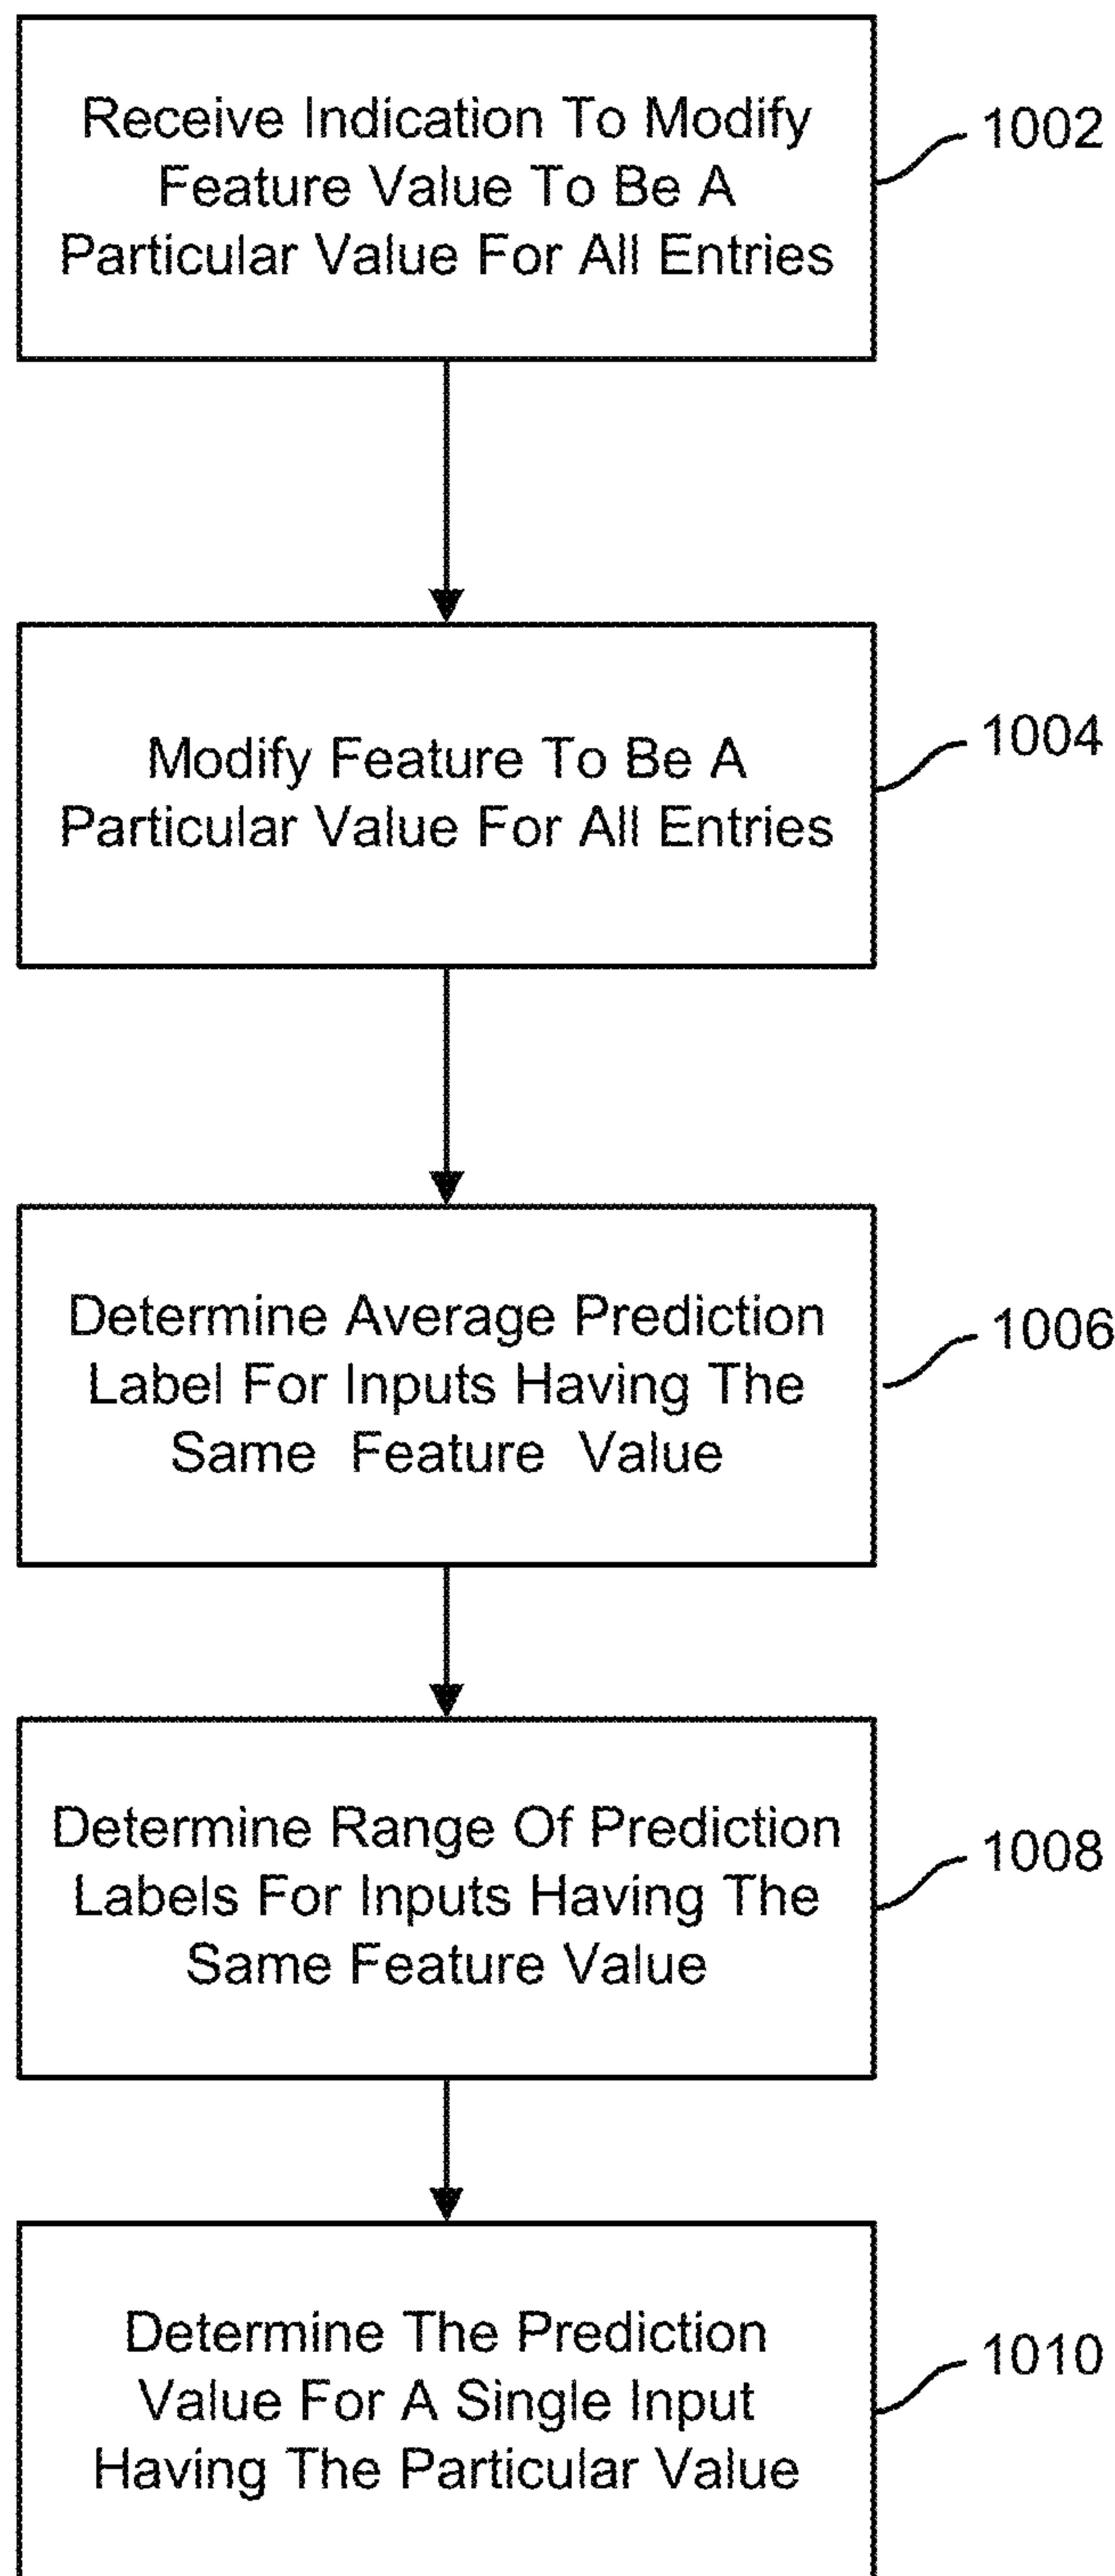 Receive Indication To Modify
Feature Value To Be A
Particular Value For All Entries
1002
Modify Feature To Be A
Particular Value For All Entries
1004
Determine Average Prediction
Label For Inputs Having The
Same Feature Value
1006
Determine Range Of Prediction
Labels For Inputs Having The
Same Feature Value
1008
Determine The Prediction
Value For A Single Input
Having The Particular Value
1010